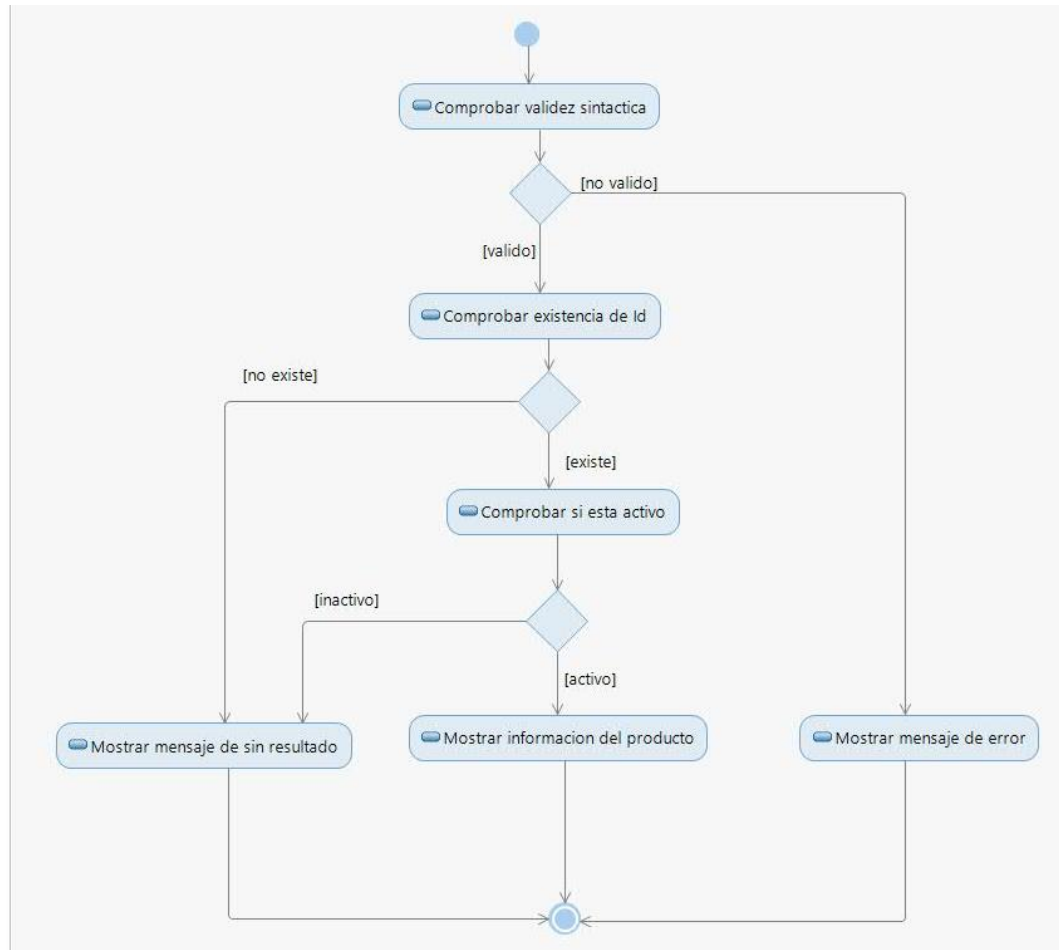 Comprobar validez sintactica
[no valido]
[valido]
Comprobar existencia de Id
[no existe]
[existe]
Comprobar si esta activo
[inactivo]
[activo]
Mostrar mensaje de sin resultado
Mostrar informacion del producto
Mostrar mensaje de error